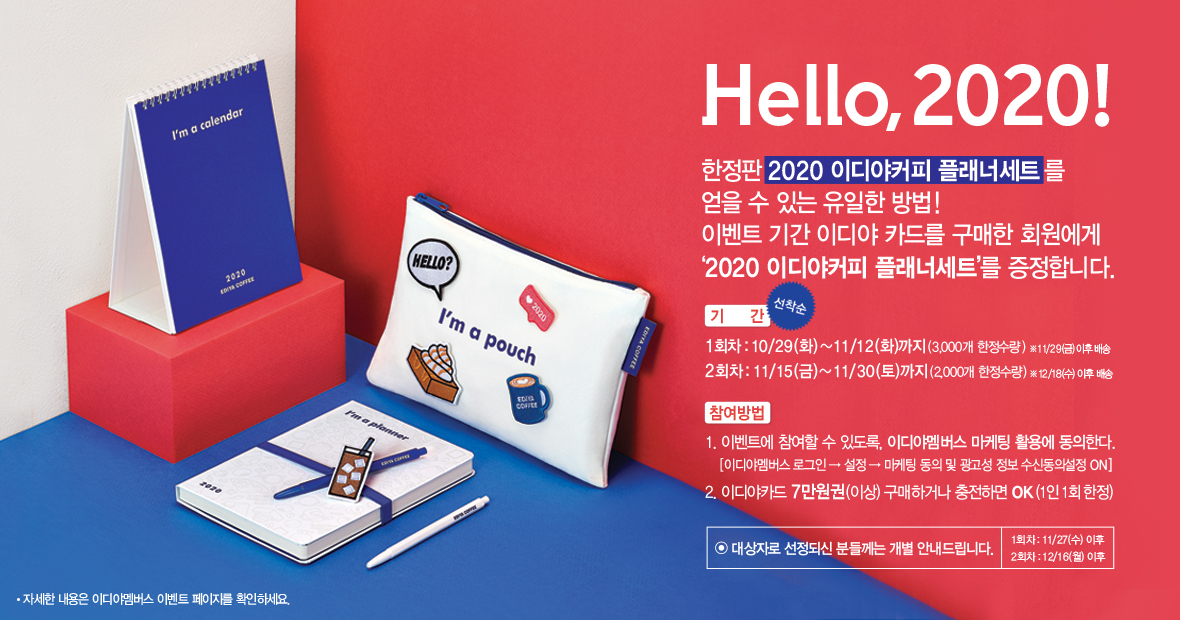 Hello, 2020!
한정판 2020 이디야커피 플래너세트를
얻을 수 있는 유일한 방법!
이벤트 기간 이디야 카드를 구매한 회원에게
‘2020 이디야커피 플래너세트’를 증정합니다.
기 간
선착순
1회차 : 10/29(화)~11/12(화)까지(3,000개 한정수량) ※11/29(금) 이후 배송
2회차 : 11/15(금)~11/30(토)까지(2,000개 한정수량) ※12/18(수) 이후 배송
참여방법
1. 이벤트에 참여할 수 있도록, 이디야멤버스 마케팅 활용에 동의한다.
[이디야멤버스 로그인 → 설정 → 마케팅 동의 및 광고성 정보 수신동의설정 ON]
2. 이디야카드 7만원권(이상) 구매하거나 충전하면 OK (1인 1회 한정)
◉ 대상자로 선정되신 분들께는 개별 안내드립니다.
1회차 : 11/27(수) 이후
2회차 : 12/16(월) 이후
I'm a calendar
2020
EDIYA COFFEE
HELLO?
2020
I'm a pouch
EDIYA COFFEE
EDIYA
COFFEE
I'm a planner
EDIYA COFFEE
2020
EDIYA COFFEE
• 자세한 내용은 이디야멤버스 이벤트 페이지를 확인하세요.